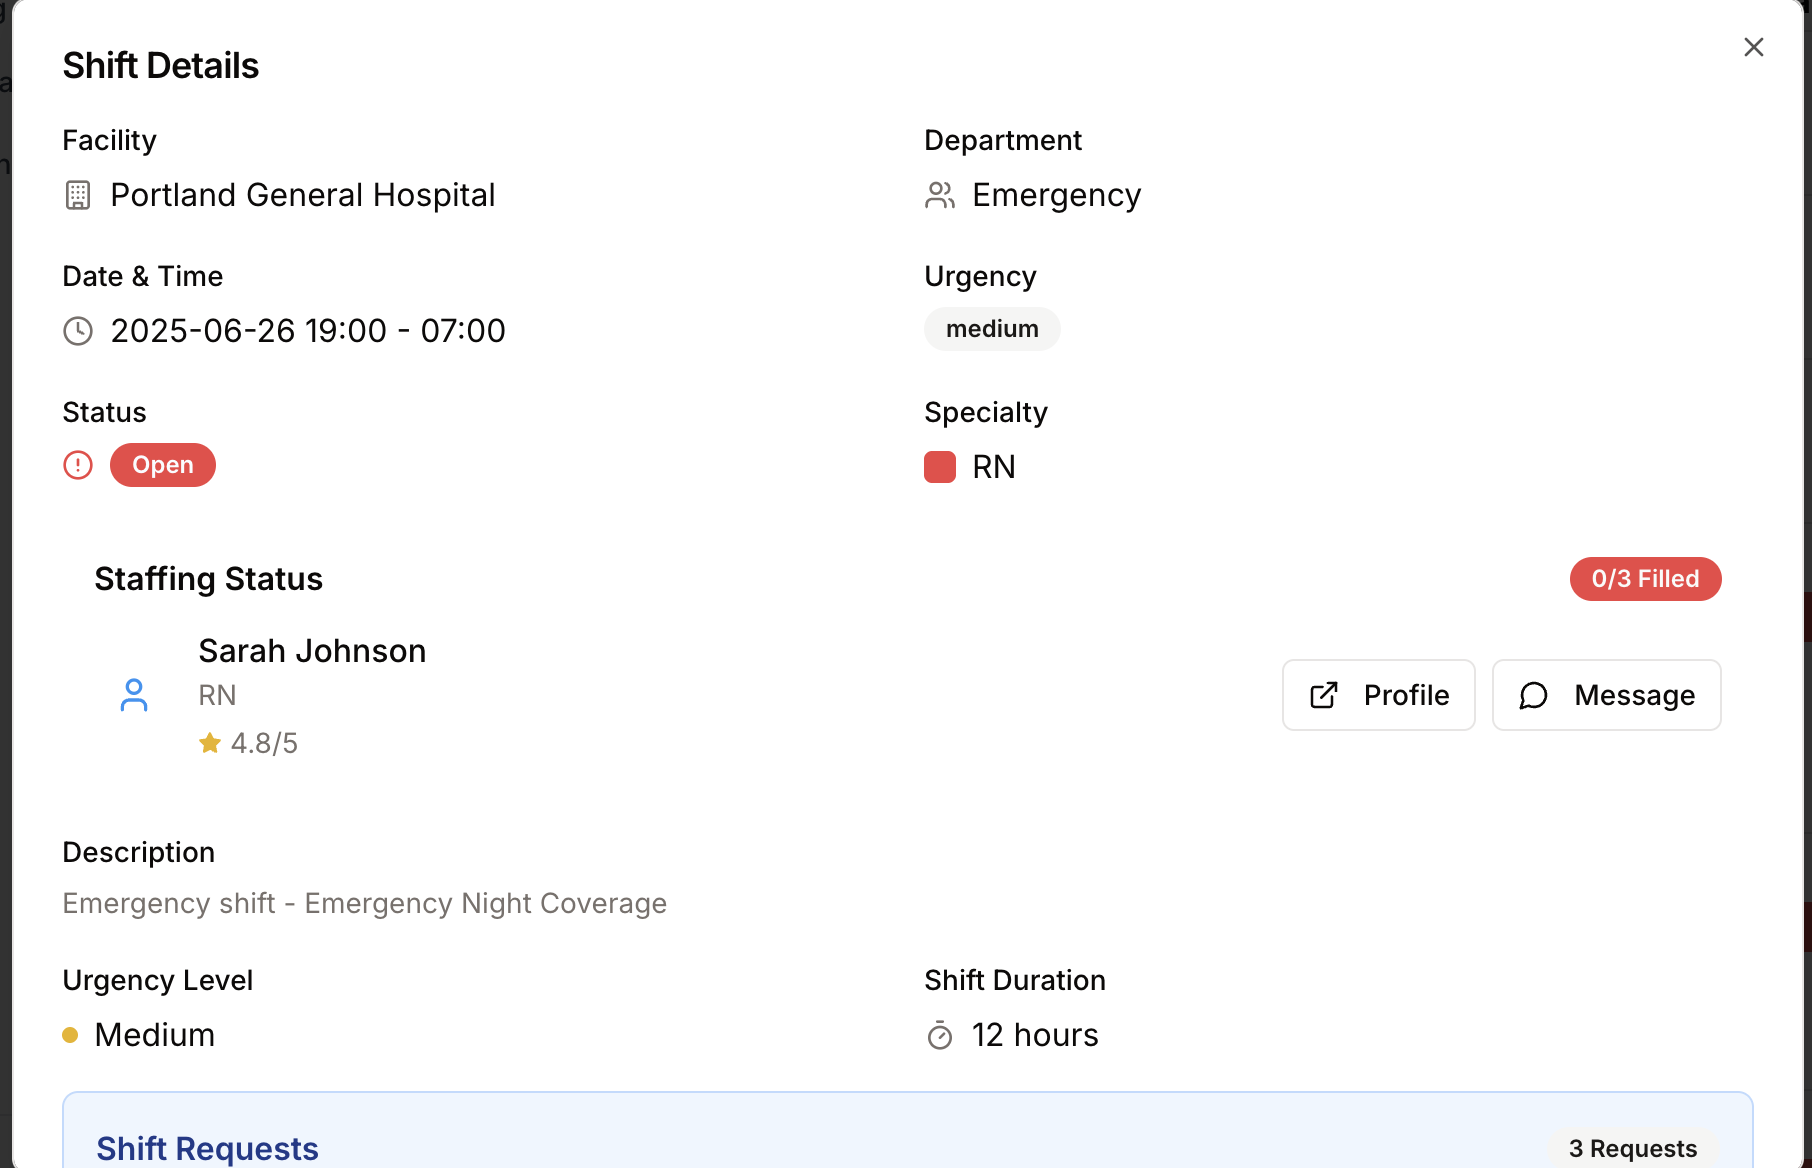 Shift Details
Facility
Portland General Hospital
Department
Emergency
Date & Time
2025-06-26 19:00 - 07:00
Urgency
medium
Status
Open
Specialty
RN
Staffing Status
0/3 Filled
Sarah Johnson
RN
4.8/5
Profile
Message
Description
Emergency shift - Emergency Night Coverage
Urgency Level
Medium
Shift Duration
12 hours
Shift Requests
3 Requests